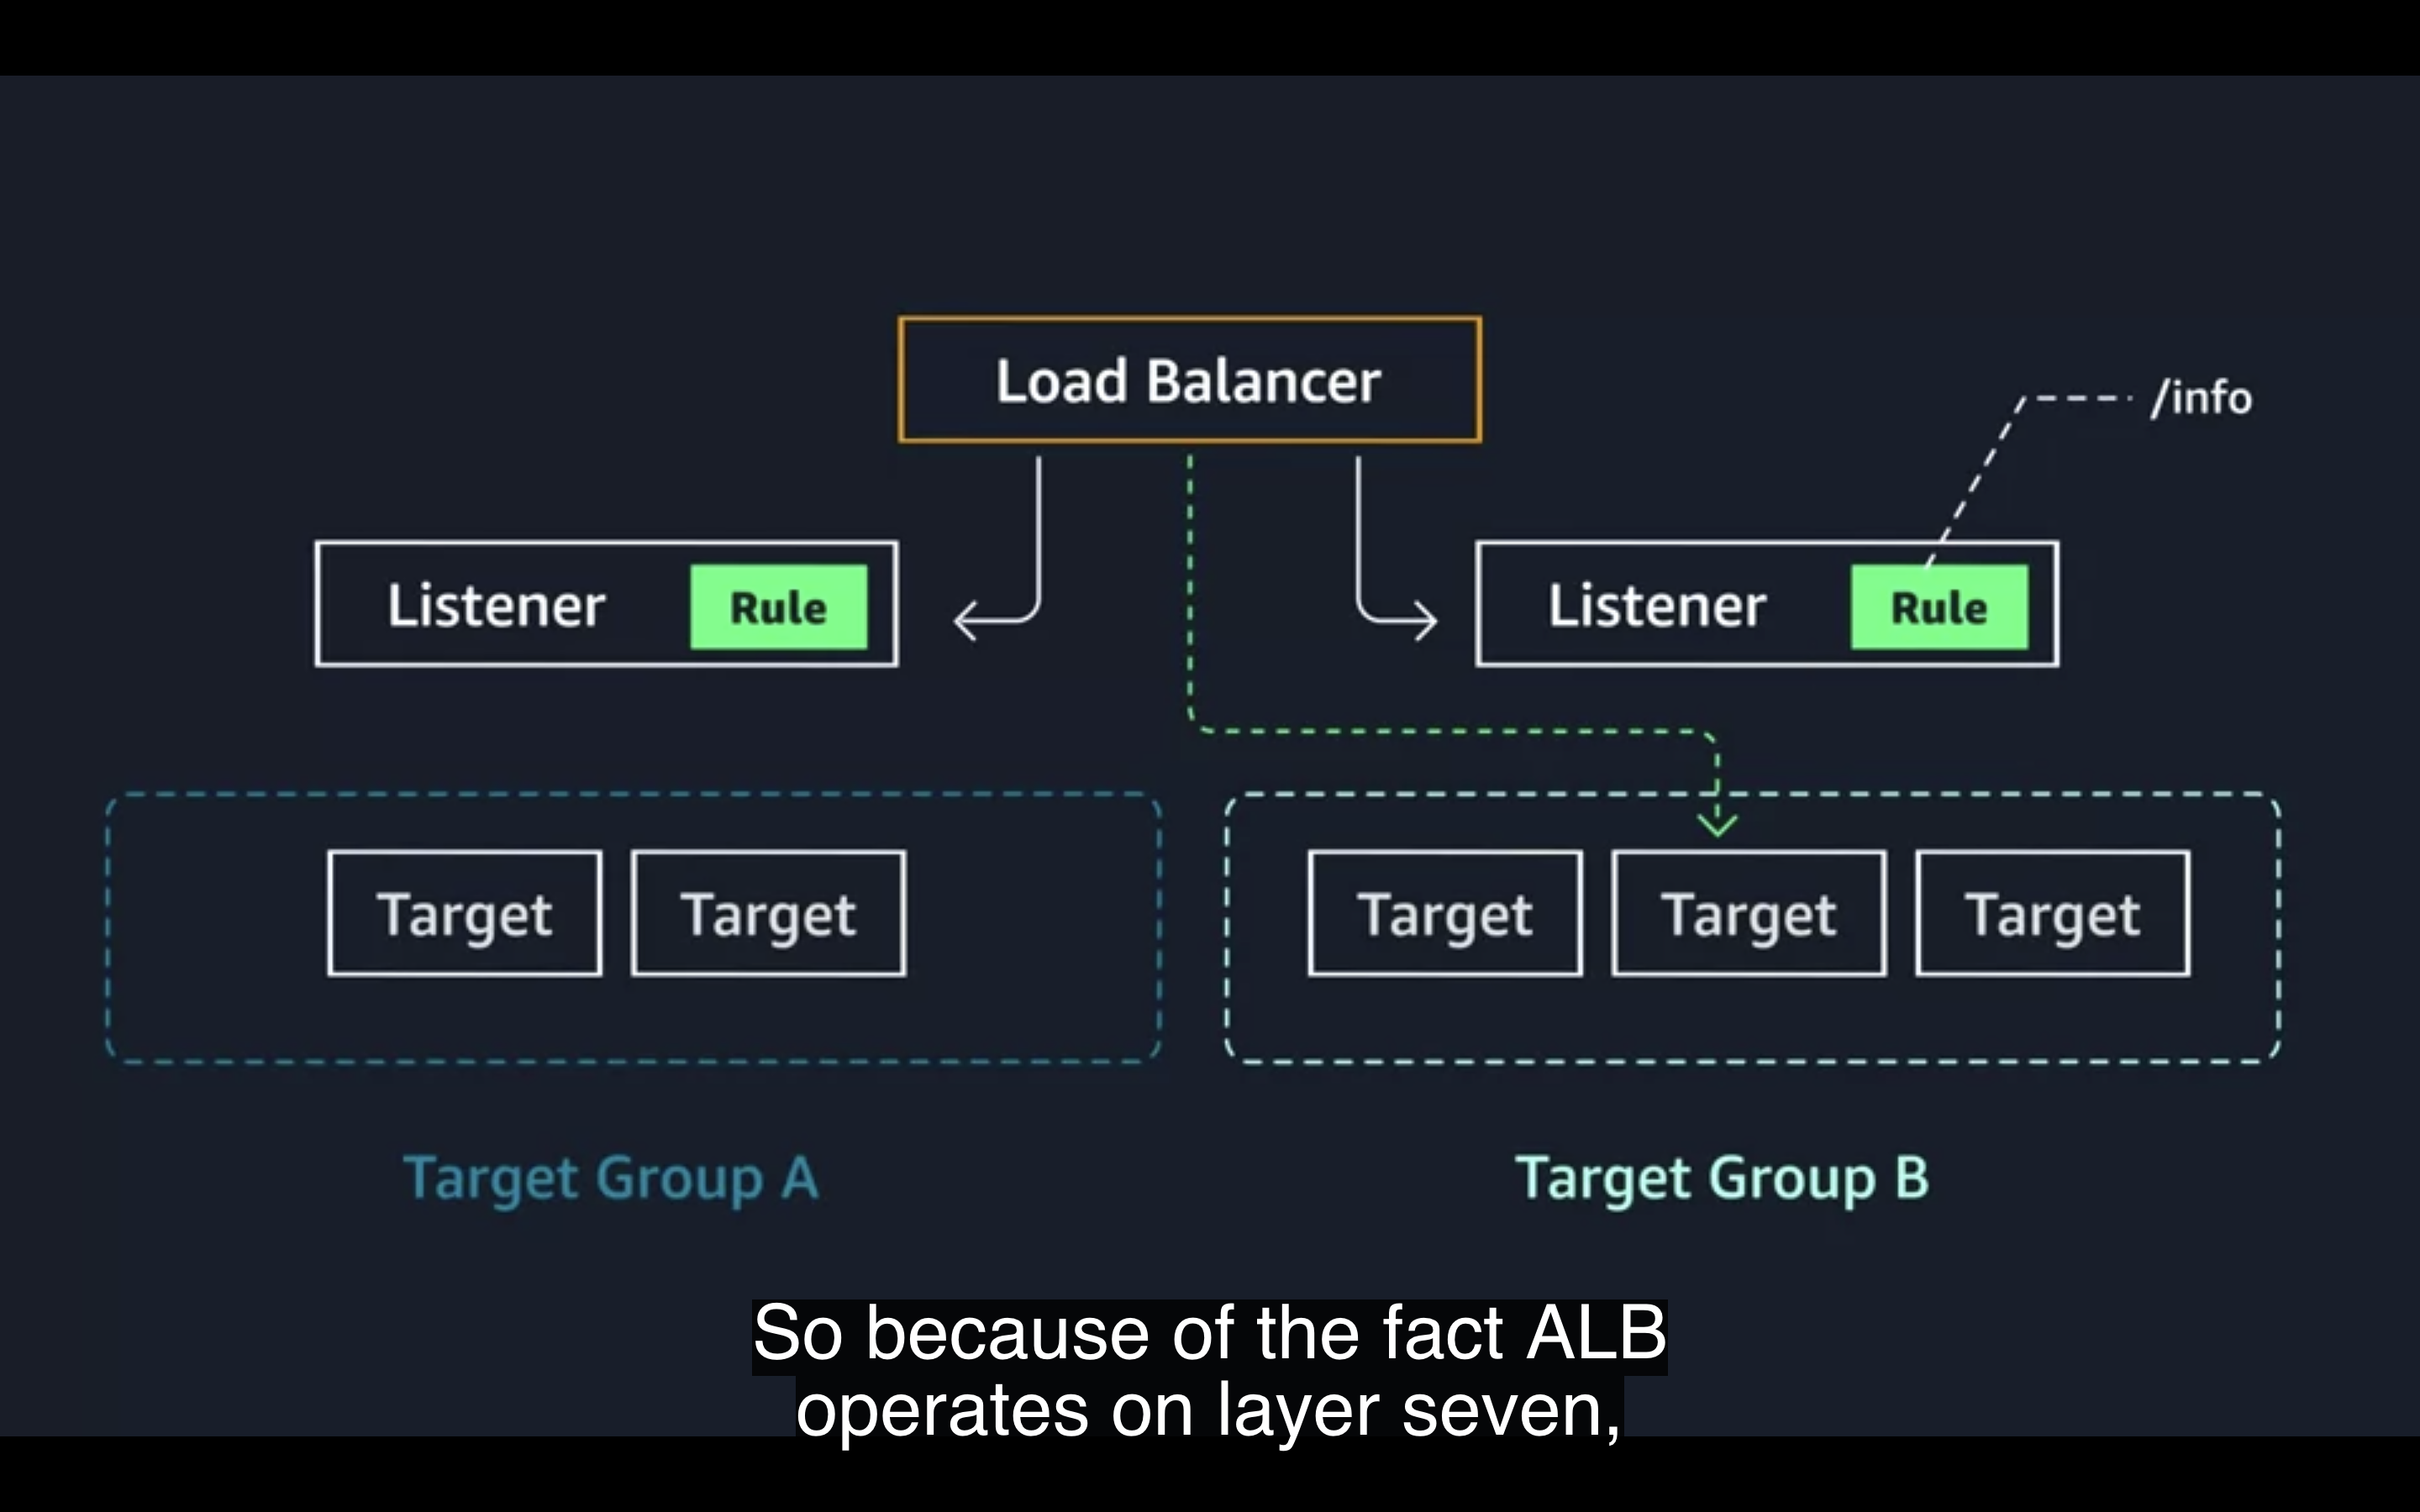 Load Balancer
/info
Listener
Rule
Listener
Rule
Target
Target
Target
Target
Target
Target Group A
Target Group B
So because of the fact ALB
operates on layer seven,